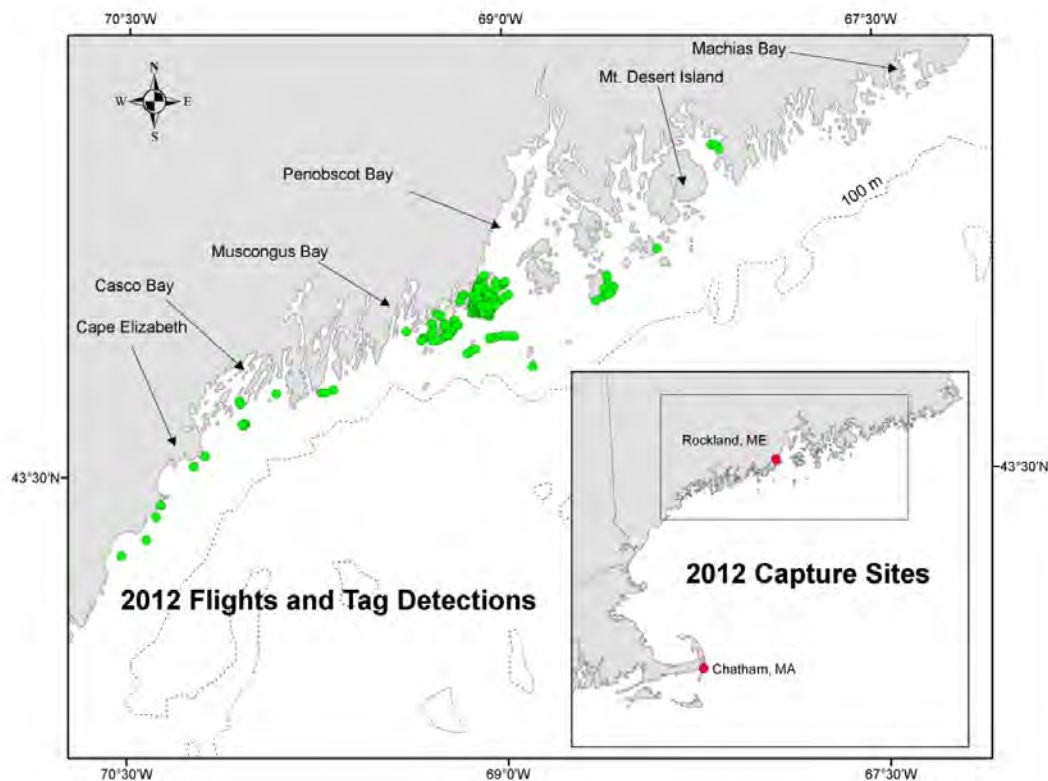 70°30'W
69°0'W
67°30'W
Machias Bay
Mt. Desert Island
N
W
E
S
Penobscot Bay
100 m
Muscongus Bay
Casco Bay
Cape Elizabeth
Rockland, ME
43°30'N
43°30'N
2012 Capture Sites
2012 Flights and Tag Detections
Chatham, MA
70°30'W
69°0'W
67°30'W